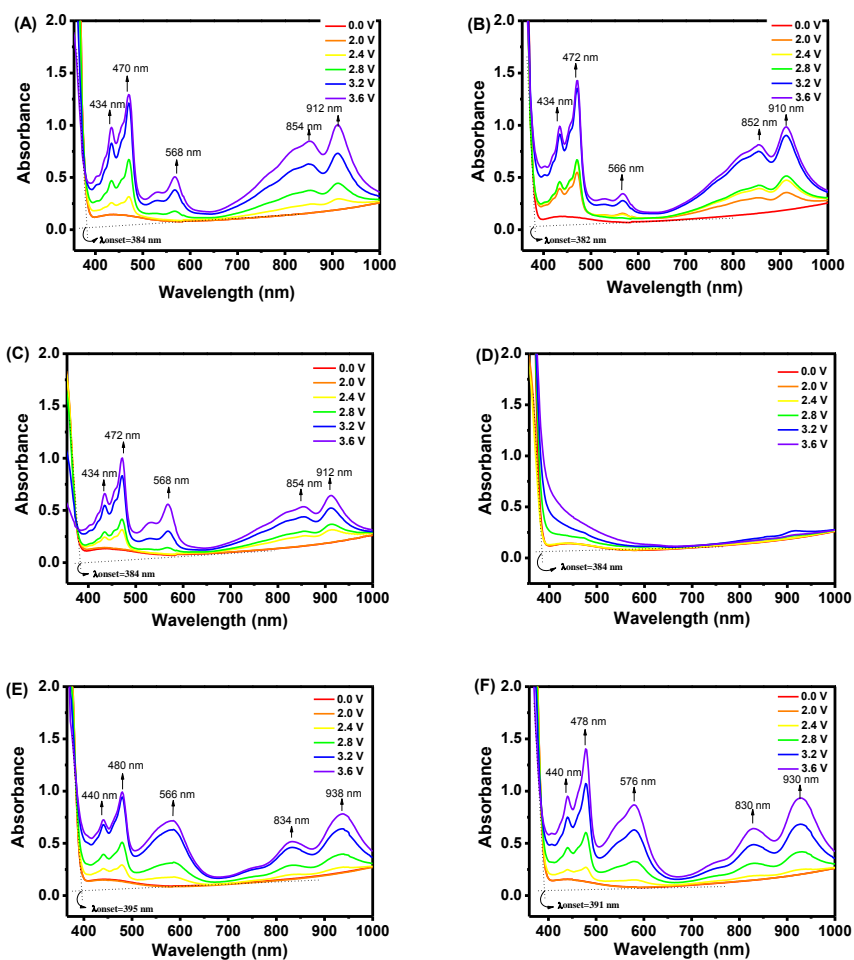 (A)
2.0
1.5
1.0
0.5
0.0
Absorbance
434 nm
470 nm
568 nm
854 nm
912 nm
0.0 V
2.0 V
2.4 V
2.8 V
3.2 V
3.6 V
λonset=384 nm
400 500 600 700 800 900 1000
Wavelength (nm)
(B)
2.0
1.5
1.0
0.5
0.0
Absorbance
434 nm
472 nm
566 nm
852 nm
910 nm
0.0 V
2.0 V
2.4 V
2.8 V
3.2 V
3.6 V
λonset=382 nm
400 500 600 700 800 900 1000
Wavelength (nm)
(C)
2.0
1.5
1.0
0.5
0.0
Absorbance
434 nm
472 nm
568 nm
854 nm
912 nm
0.0 V
2.0 V
2.4 V
2.8 V
3.2 V
3.6 V
λonset=384 nm
400 500 600 700 800 900 1000
Wavelength (nm)
(D)
2.0
1.5
1.0
0.5
0.0
Absorbance
0.0 V
2.0 V
2.4 V
2.8 V
3.2 V
3.6 V
λonset=384 nm
400 500 600 700 800 900 1000
Wavelength (nm)
(E)
2.0
1.5
1.0
0.5
0.0
Absorbance
440 nm
480 nm
566 nm
834 nm
938 nm
0.0 V
2.0 V
2.4 V
2.8 V
3.2 V
3.6 V
λonset=395 nm
400 500 600 700 800 900 1000
Wavelength (nm)
(F)
2.0
1.5
1.0
0.5
0.0
Absorbance
440 nm
478 nm
576 nm
830 nm
930 nm
0.0 V
2.0 V
2.4 V
2.8 V
3.2 V
3.6 V
λonset=391 nm
400 500 600 700 800 900 1000
Wavelength (nm)